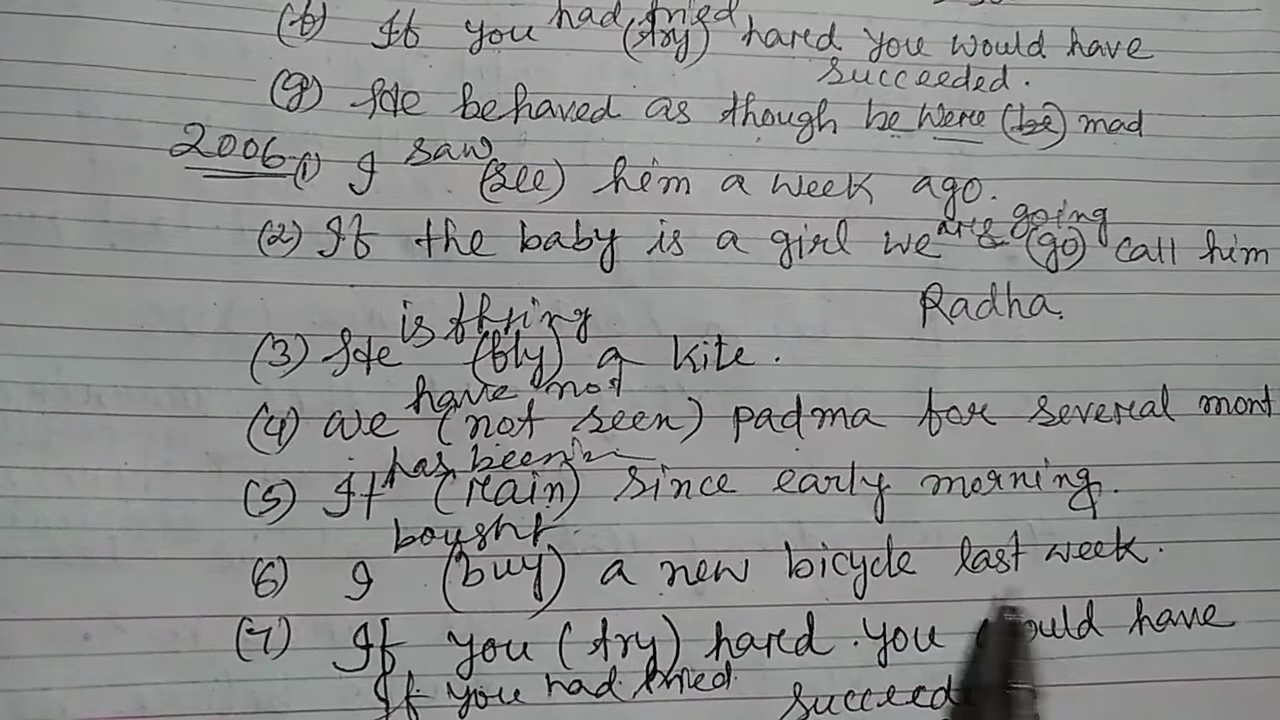 (f) If you had tried (try) hard you would have
succeeded.
(g) He behaved as though he were (be) mad
2006 (1) I saw (see) him a week ago.
(2) If the baby is a girl we are going (go) call him
Radha.
(3) He is fhing (fly) a kite.
(4) We have not (not seen) padma for several mont
(5) It has been (rain) since early morning.
6) I bought (buy) a new bicycle last week.
(7) If you (try) hard. you would have
If you had tried succeed